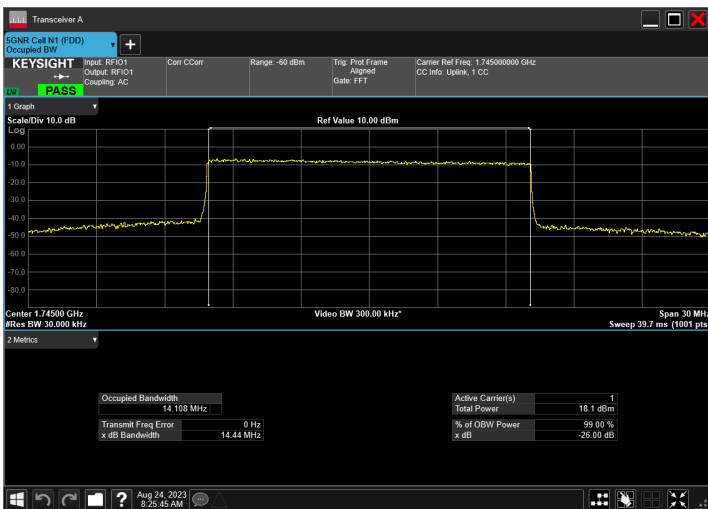 Transceiver A
5GNR Cell N1 (FDD)
Occupied BW
KEYSIGHT
LXI
PASS
Input: RFIO1
Output: RFIO1
Coupling: AC
Corr CCorr
Range: -60 dBm
Trig: Prot Frame
Aligned
Gate: FFT
Carrier Ref Freq: 1.745000000 GHz
CC Info: Uplink, 1 CC
1 Graph
Scale/Div 10.0 dB
Ref Value 10.00 dBm
Log
0.00
-10.0
-20.0
-30.0
-40.0
-50.0
-60.0
-70.0
-80.0
Center 1.74500 GHz
Video BW 300.00 kHz*
Span 30 MHz
#Res BW 30.000 kHz
Sweep 39.7 ms (1001 pts
2 Metrics
Occupied Bandwidth
14.108 MHz
Transmit Freq Error 0 Hz
x dB Bandwidth 14.44 MHz
Active Carrier(s) 1
Total Power 18.1 dBm
% of OBW Power 99.00 %
x dB -26.00 dB
?
Aug 24, 2023
8:25:45 AM